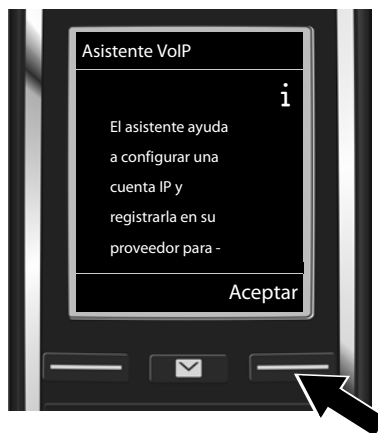 Asistente VoIP
i
El asistente ayuda
a configurar una
cuenta IP y
registrarla en su
proveedor para -
Aceptar